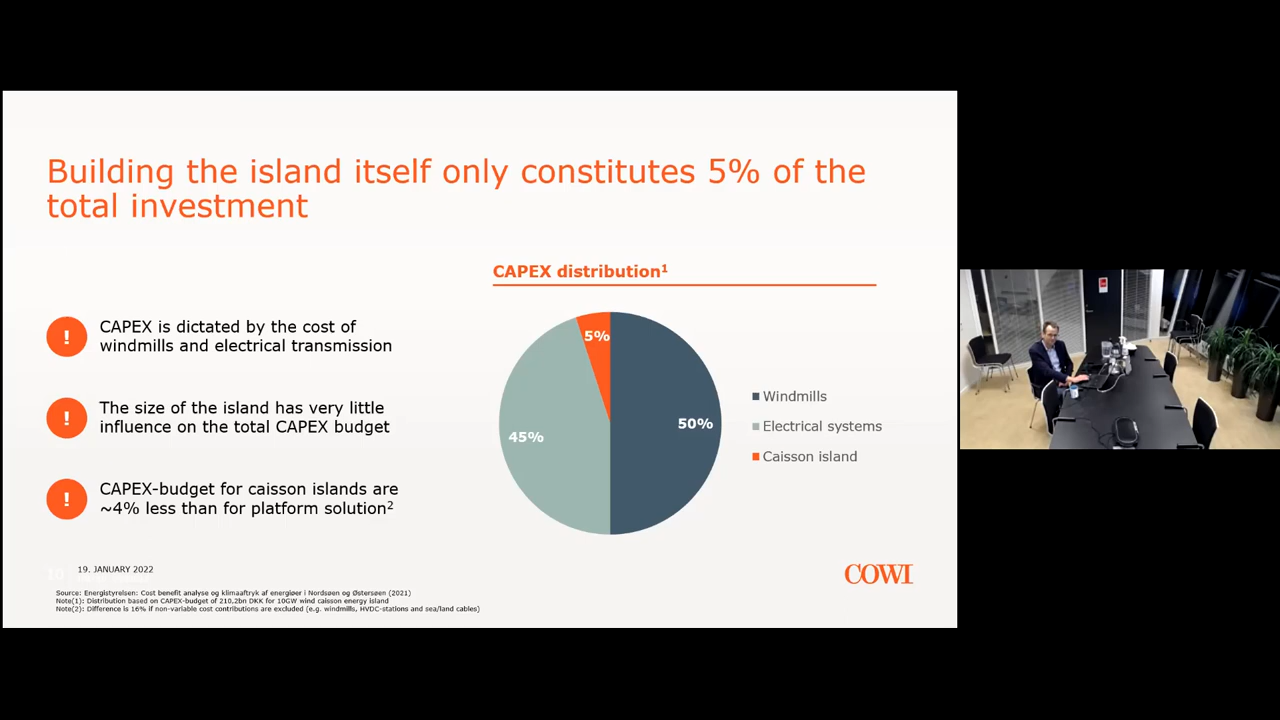 Building the island itself only constitutes 5% of the
total investment
CAPEX distribution1
!
CAPEX is dictated by the cost of
windmills and electrical transmission
!
The size of the island has very little
influence on the total CAPEX budget
!
CAPEX-budget for caisson islands are
~4% less than for platform solution2
5%
45%
50%
Windmills
Electrical systems
Caisson island
10
19. JANUARY 2022
COWI
Source: Energistyrelsen: Cost benefit analyse og klimaaftryk af energiøer i Nordsøen og Østersøen (2021)
Note(1): Distribution based on CAPEX-budget of 210,2bn DKK for 10GW wind caisson energy island
Note(2): Difference is 16% if non-variable cost contributions are excluded (e.g. windmills, HVDC-stations and sea/land cables)